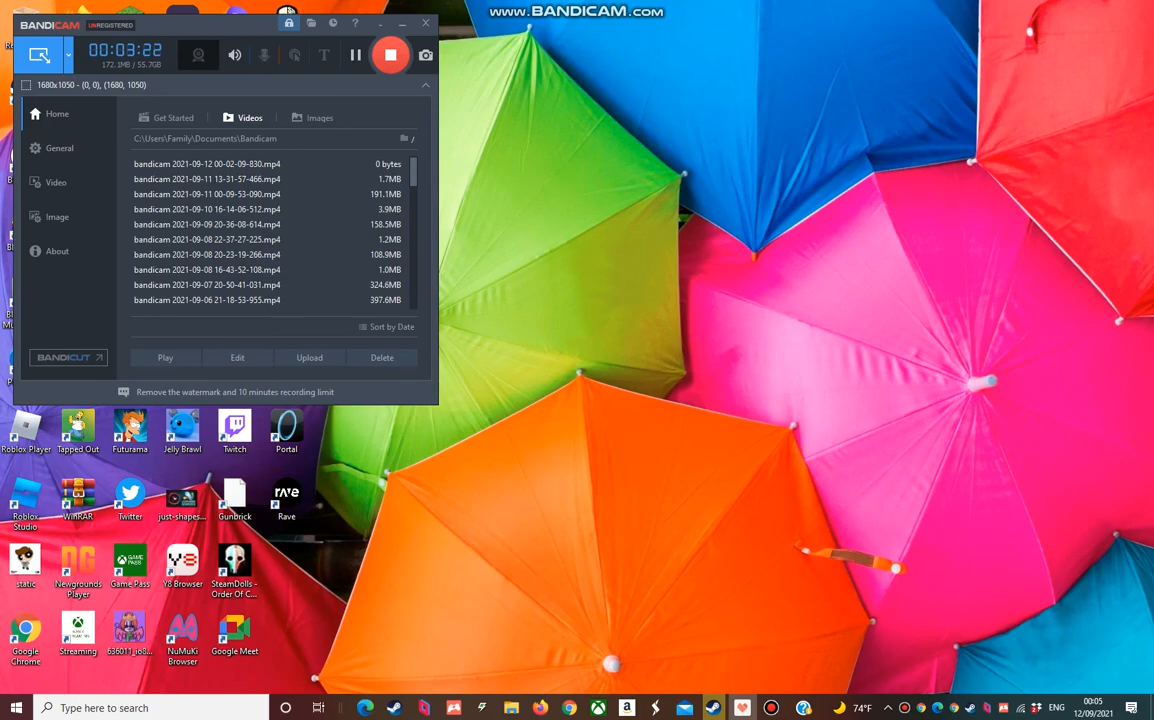 www.BANDICAM.com
BANDICAM UNREGISTERED
00:03:22
172.1MB / 55.7GB
1680x1050 - (0, 0), (1680, 1050)
Home
General
Video
Image
About
BANDICUT
Get Started
Videos
Images
C:\Users\Family\Documents\Bandicam
bandicam 2021-09-12 00-02-09-830.mp4 0 bytes
bandicam 2021-09-11 13-31-57-466.mp4 1.7MB
bandicam 2021-09-11 00-09-53-090.mp4 191.1MB
bandicam 2021-09-10 16-14-06-512.mp4 3.9MB
bandicam 2021-09-09 20-36-08-614.mp4 158.5MB
bandicam 2021-09-08 22-37-27-225.mp4 1.2MB
bandicam 2021-09-08 20-23-19-266.mp4 108.9MB
bandicam 2021-09-08 16-43-52-108.mp4 1.0MB
bandicam 2021-09-07 20-50-41-031.mp4 324.6MB
bandicam 2021-09-06 21-18-53-955.mp4 397.6MB
Sort by Date
Play Edit Upload Delete
Remove the watermark and 10 minutes recording limit
Roblox Player Tapped Out Futurama Jelly Brawl Twitch Portal
rave
Roblox Studio
WinRAR
Twitter
just-shapes...
Gunbrick
Rave
static
Newgrounds Player
Game Pass
Y8 Browser
SteamDolls - Order Of C...
Google Chrome
Streaming
636011_io8...
NuMuKi Browser
Google Meet
Type here to search
74°F
ENG
00:05
12/09/2021